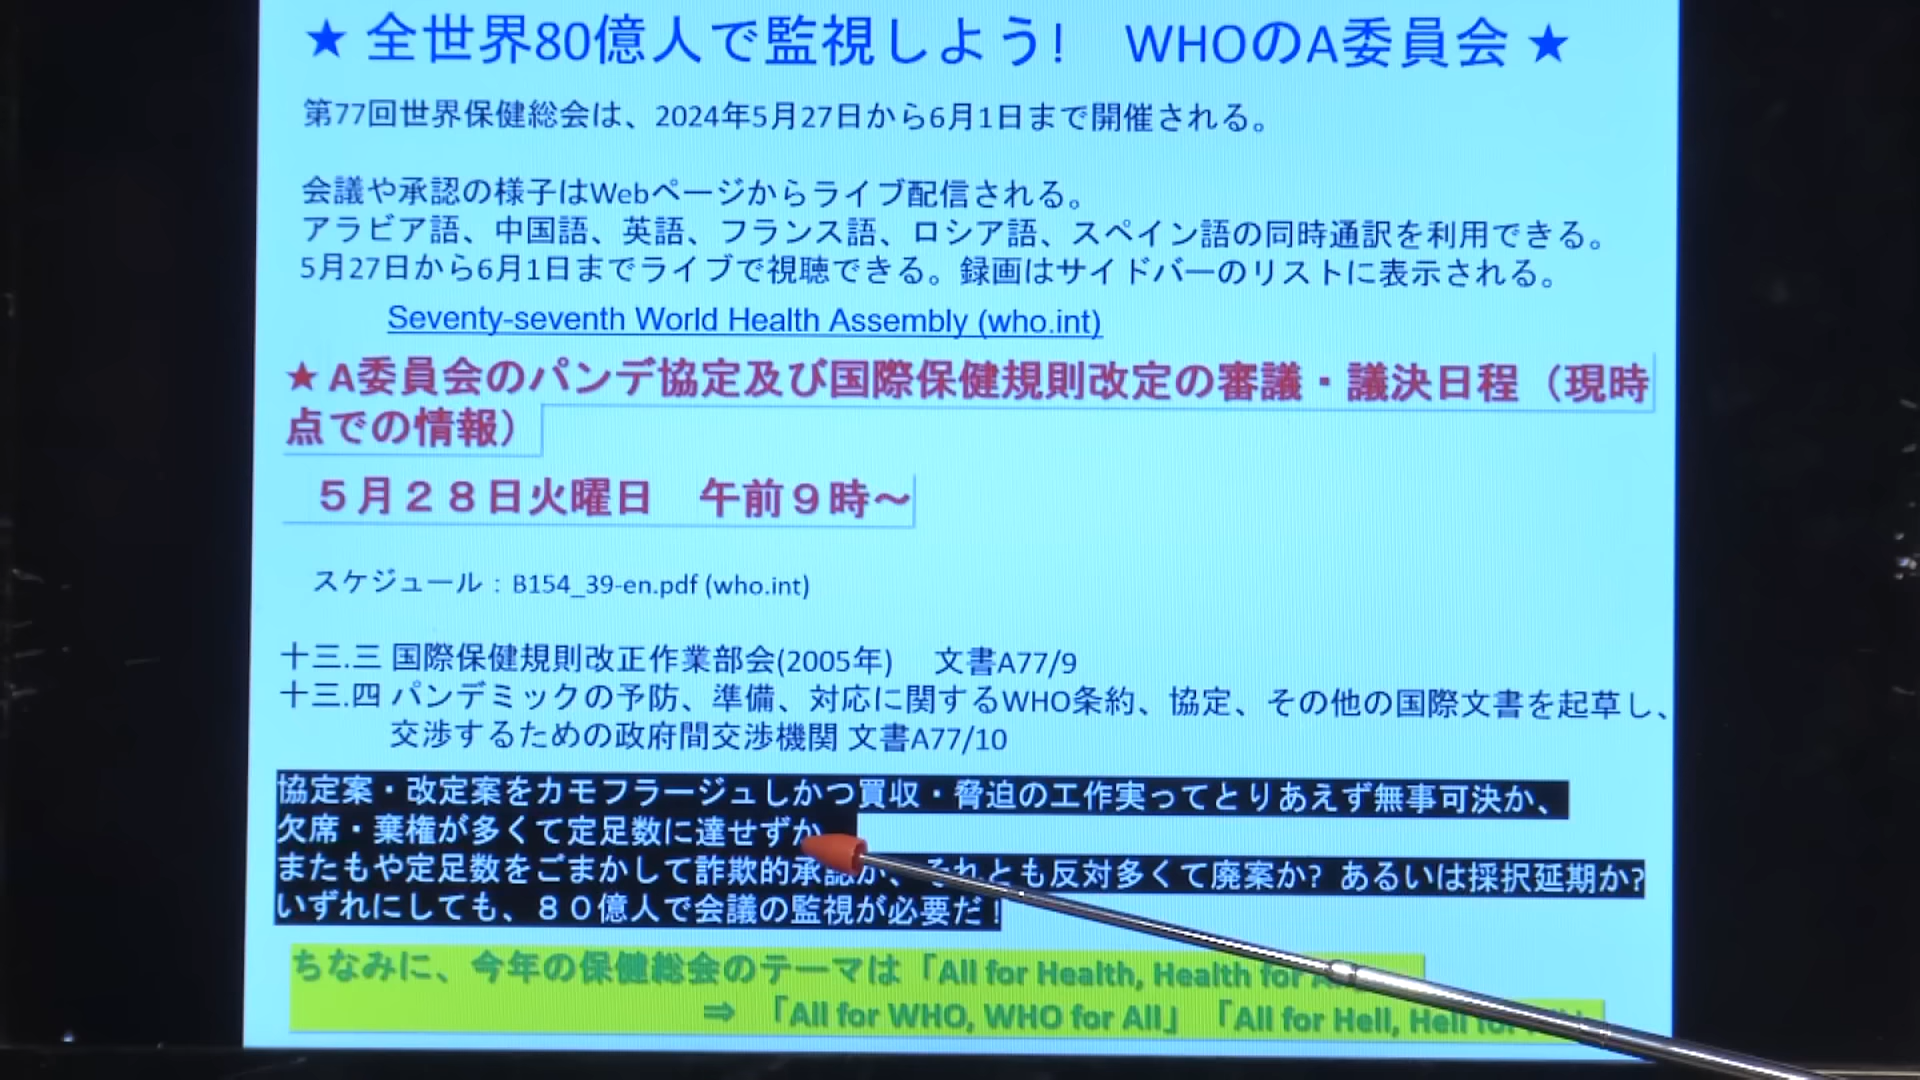 ★ 全世界80億人で監視しよう!　WHOのA委員会 ★
第77回世界保健総会は、2024年5月27日から6月1日まで開催される。
会議や承認の様子はWebページからライブ配信される。
アラビア語、中国語、英語、フランス語、ロシア語、スペイン語の同時通訳を利用できる。
5月27日から6月1日までライブで視聴できる。録画はサイドバーのリストに表示される。
Seventy-seventh World Health Assembly (who.int)
★ A委員会のパンデ協定及び国際保健規則改定の審議・議決日程（現時
点での情報）
５月２８日火曜日　午前９時～
スケジュール : B154_39-en.pdf (who.int)
十三.三 国際保健規則改正作業部会(2005年)　文書A77/9
十三.四 パンデミックの予防、準備、対応に関するWHO条約、協定、その他の国際文書を起草し、
交渉するための政府間交渉機関 文書A77/10
協定案・改定案をカモフラージュしかつ買収・脅迫の工作実ってとりあえず無事可決か、
欠席・棄権が多くて定足数に達せずか
またもや定足数をごまかして詐欺的承認か、それとも反対多くて廃案か? あるいは採択延期か?
いずれにしても、８０億人で会議の監視が必要だ!
ちなみに、今年の保健総会のテーマは「All for Health, Health for
⇒ 「All for WHO, WHO for All」 「All for Hell, Hell for